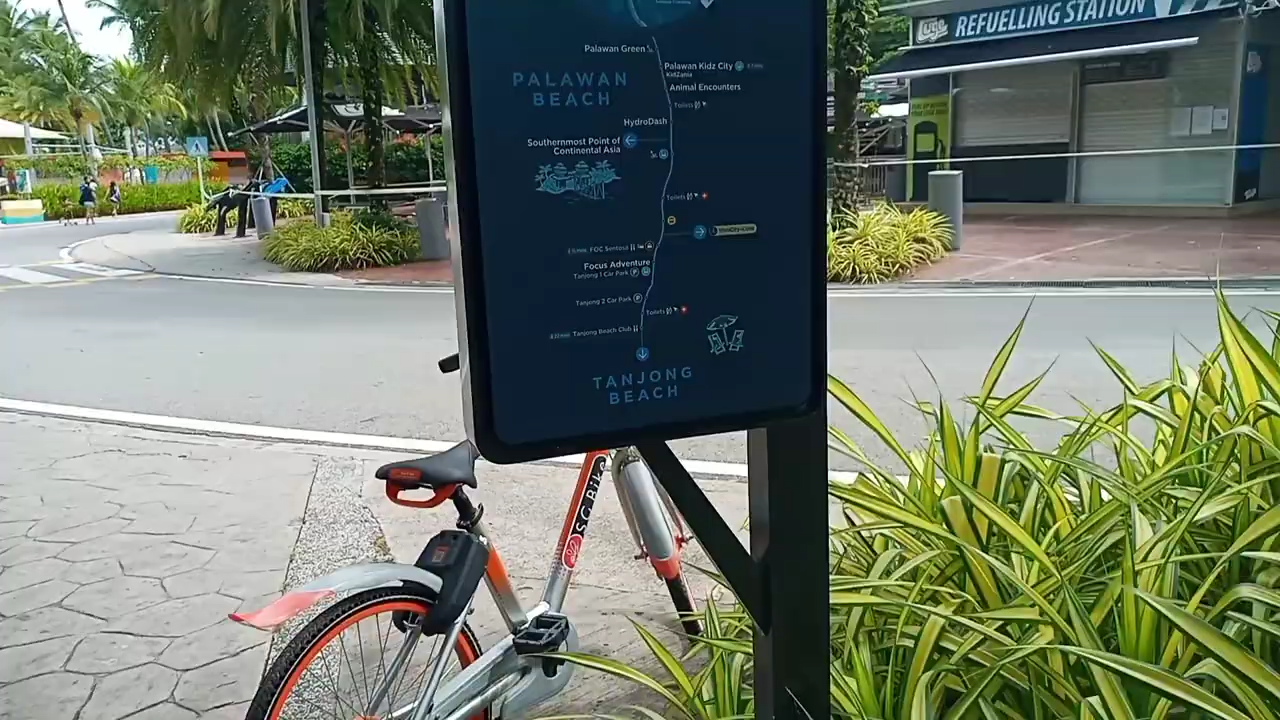 Palawan Green
PALAWAN
BEACH
Palawan Kidz City
KidZania
Animal Encounters
Toilets
HydroDash
Southernmost Point of
Continental Asia
Toilets
FOC Sentosa
Focus Adventure
Tanjong 1 Car Park P
Tanjong 2 Car Park P
Toilets
Tanjong Beach Club
TANJONG
BEACH
Luge REFUELLING STATION
SG Bike